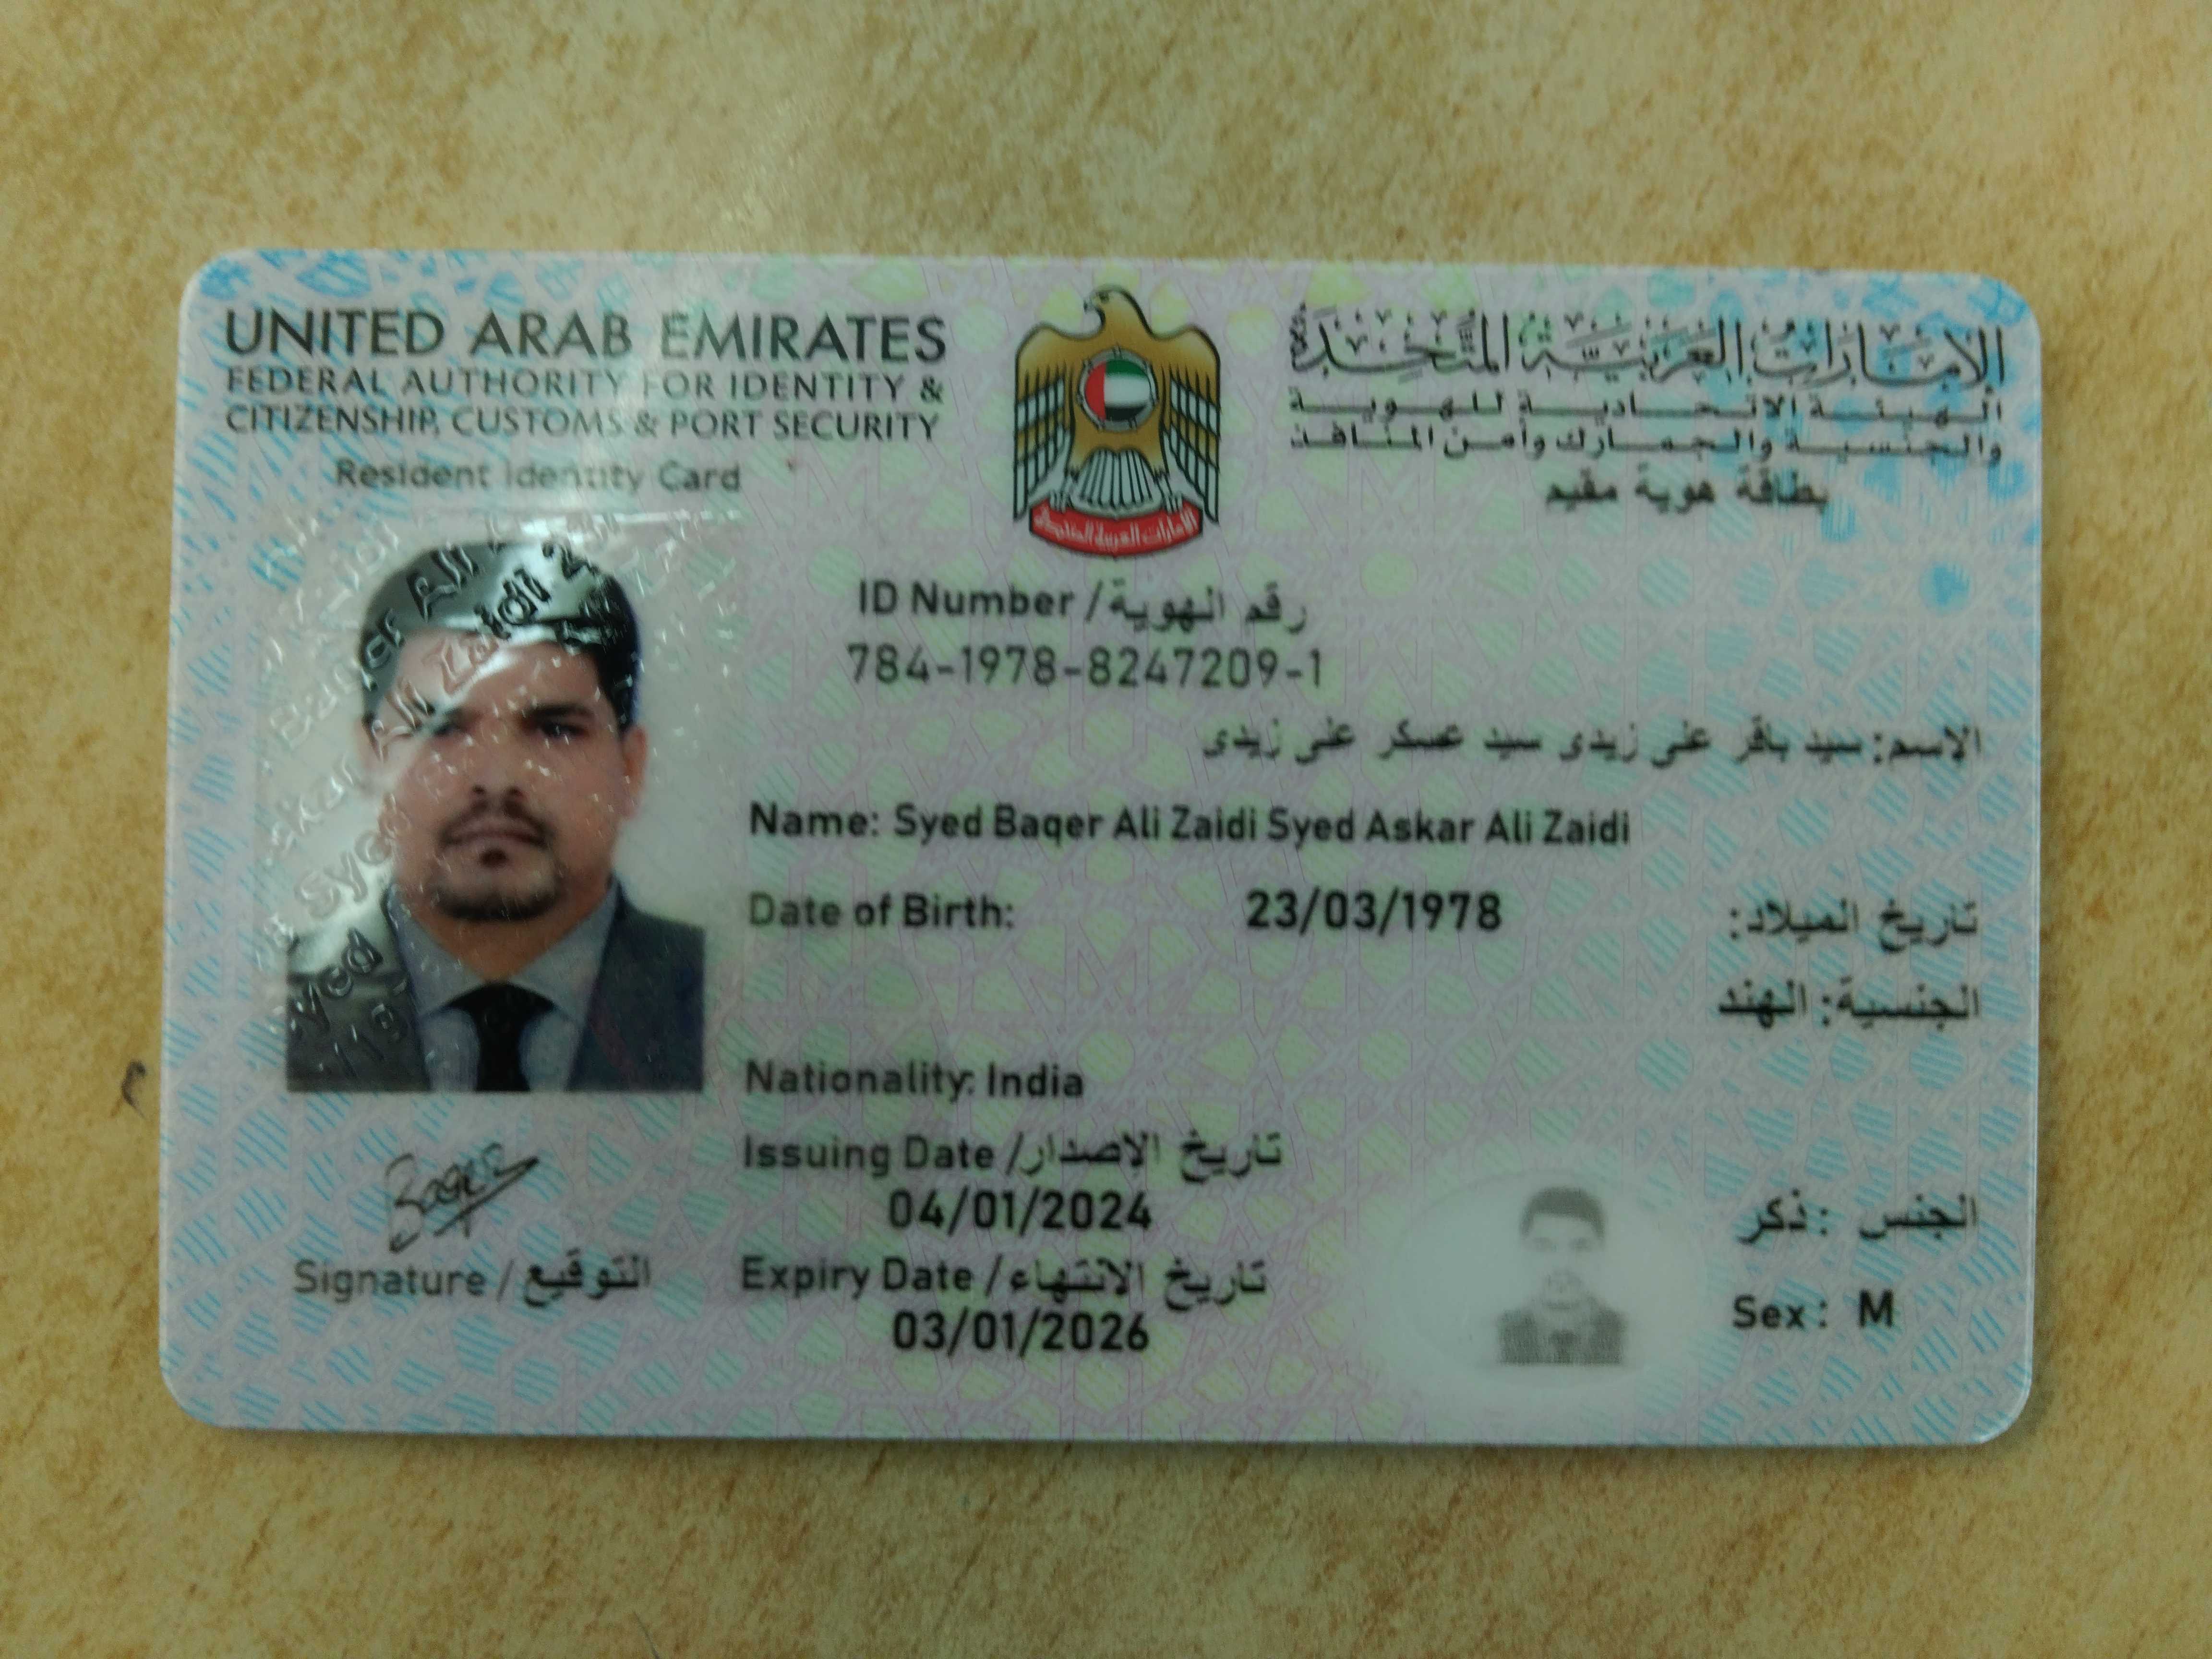 UNITED ARAB EMIRATES
FEDERAL AUTHORITY FOR IDENTITY &
CITIZENSHIP, CUSTOMS & PORT SECURITY
Resident Identity Card
الإمارات العربية المتحدة
الهيئة الاتحادية للهوية
والجنسية والجمارك وأمن المنافذ
بطاقة هوية مقيم
الإمارات العربية المتحدة
ID Number / رقم الهوية
784-1978-8247209-1
الاسم: سيد باقر على زيدى سيد عسكر على زيدى
Name: Syed Baqer Ali Zaidi Syed Askar Ali Zaidi
Date of Birth: 23/03/1978 تاريخ الميلاد:
الجنسية: الهند
Nationality: India
Issuing Date / تاريخ الاصدار
04/01/2024
Expiry Date / تاريخ الانتهاء
03/01/2026
الجنس : ذكر
Sex: M
Baqer
Signature / التوقيع